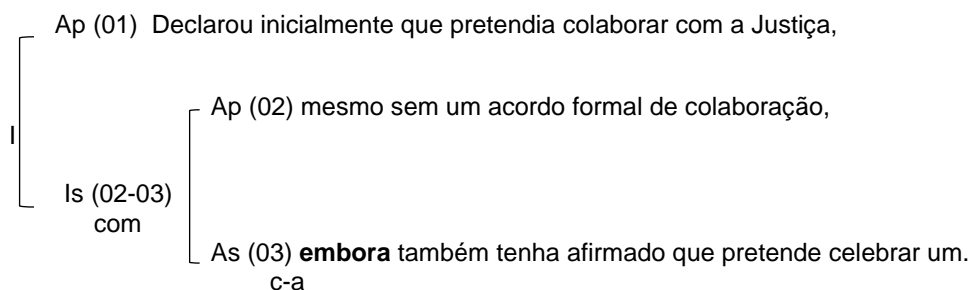 Ap (01) Declarou inicialmente que pretendia colaborar com a Justiça,
Ap (02) mesmo sem um acordo formal de colaboração,
I
Is (02-03)
com
As (03) embora também tenha afirmado que pretende celebrar um.
c-a